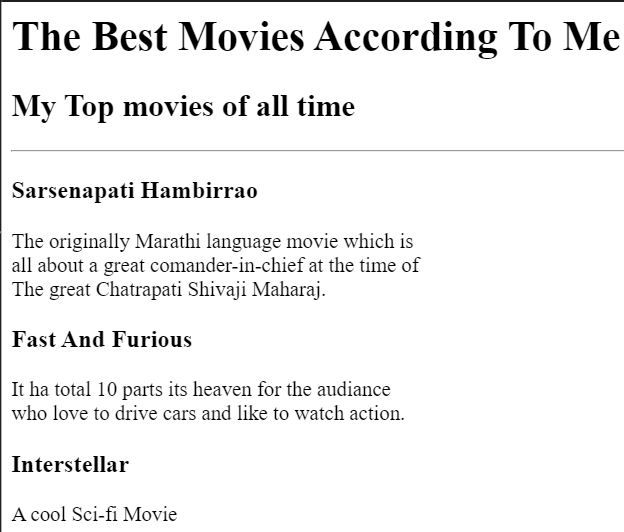 The Best Movies According To Me
My Top movies of all time
Sarsenapati Hambirrao
The originally Marathi language movie which is
all about a great comander-in-chief at the time of
The great Chatrapati Shivaji Maharaj.
Fast And Furious
It ha total 10 parts its heaven for the audiance
who love to drive cars and like to watch action.
Interstellar
A cool Sci-fi Movie